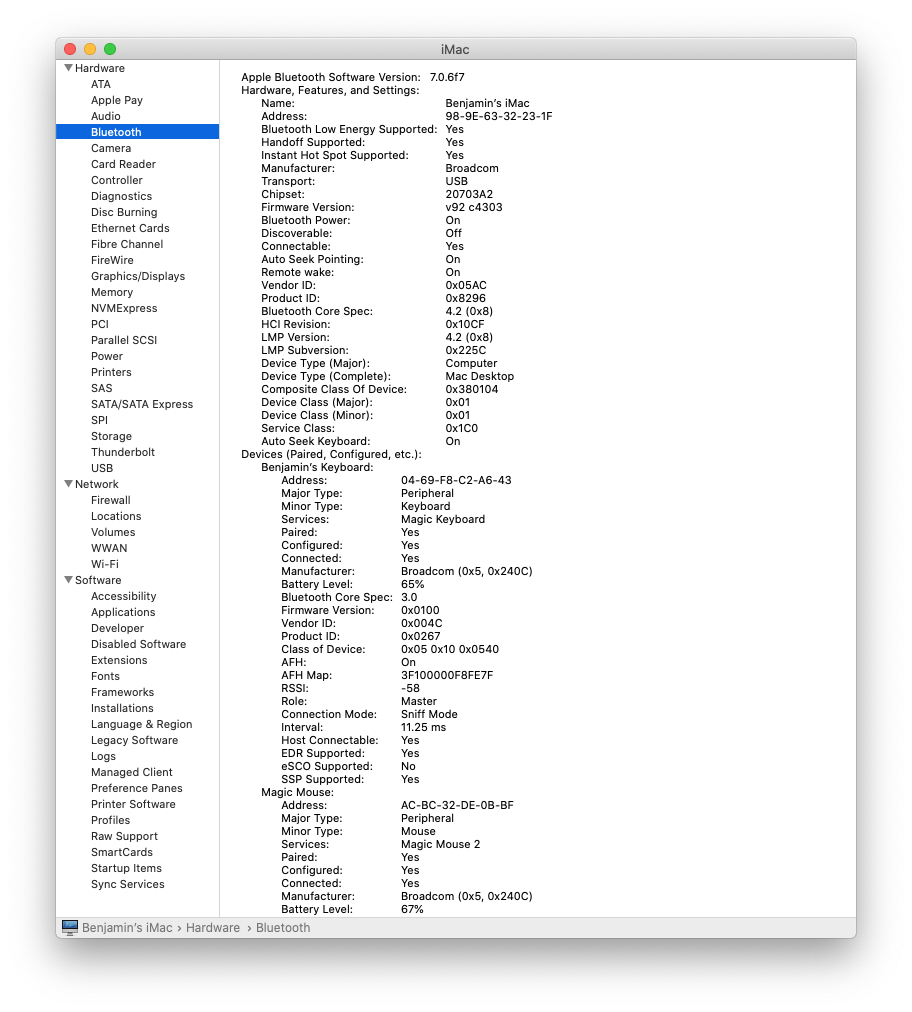 iMac
Hardware
ATA
Apple Pay
Audio
Bluetooth
Camera
Card Reader
Controller
Diagnostics
Disc Burning
Ethernet Cards
Fibre Channel
FireWire
Graphics/Displays
Memory
NVMExpress
PCI
Parallel SCSI
Power
Printers
SAS
SATA/SATA Express
SPI
Storage
Thunderbolt
USB
Network
Firewall
Locations
Volumes
WWAN
Wi-Fi
Software
Accessibility
Applications
Developer
Disabled Software
Extensions
Fonts
Frameworks
Installations
Language & Region
Legacy Software
Logs
Managed Client
Preference Panes
Printer Software
Profiles
Raw Support
SmartCards
Startup Items
Sync Services
Apple Bluetooth Software Version: 7.0.6f7
Hardware, Features, and Settings:
Name: Benjamin's iMac
Address: 98-9E-63-32-23-1F
Bluetooth Low Energy Supported: Yes
Handoff Supported: Yes
Instant Hot Spot Supported: Yes
Manufacturer: Broadcom
Transport: USB
Chipset: 20703A2
Firmware Version: v92 c4303
Bluetooth Power: On
Discoverable: Off
Connectable: Yes
Auto Seek Pointing: On
Remote wake: On
Vendor ID: 0x05AC
Product ID: 0x8296
Bluetooth Core Spec: 4.2 (0x8)
HCI Revision: 0x10CF
LMP Version: 4.2 (0x8)
LMP Subversion: 0x225C
Device Type (Major): Computer
Device Type (Complete): Mac Desktop
Composite Class Of Device: 0x380104
Device Class (Major): 0x01
Device Class (Minor): 0x01
Service Class: 0x1C0
Auto Seek Keyboard: On
Devices (Paired, Configured, etc.):
Benjamin's Keyboard:
Address: 04-69-F8-C2-A6-43
Major Type: Peripheral
Minor Type: Keyboard
Services: Magic Keyboard
Paired: Yes
Configured: Yes
Connected: Yes
Manufacturer: Broadcom (0x5, 0x240C)
Battery Level: 65%
Bluetooth Core Spec: 3.0
Firmware Version: 0x0100
Vendor ID: 0x004C
Product ID: 0x0267
Class of Device: 0x05 0x10 0x0540
AFH: On
AFH Map: 3F100000F8FE7F
RSSI: -58
Role: Master
Connection Mode: Sniff Mode
Interval: 11.25 ms
Host Connectable: Yes
EDR Supported: Yes
eSCO Supported: No
SSP Supported: Yes
Magic Mouse:
Address: AC-BC-32-DE-0B-BF
Major Type: Peripheral
Minor Type: Mouse
Services: Magic Mouse 2
Paired: Yes
Configured: Yes
Connected: Yes
Manufacturer: Broadcom (0x5, 0x240C)
Battery Level: 67%
Benjamin's iMac › Hardware › Bluetooth